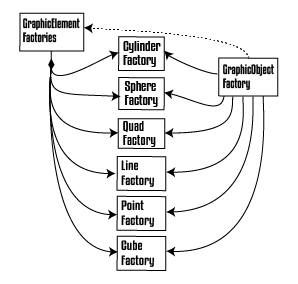 GraphicElement
Factories
Cylinder
Factory
GraphicObject
Factory
Sphere
Factory
Quad
Factory
Line
Factory
Point
Factory
Cube
Factory